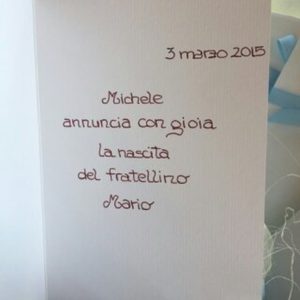 3 marzo 2015
Michele
annuncia con gioia
la nascita
del fratellino
Mario